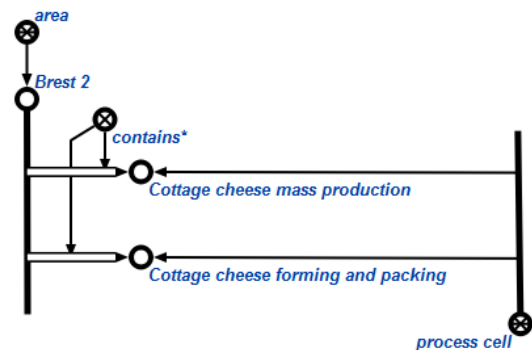 area
Brest 2
contains*
Cottage cheese mass production
Cottage cheese forming and packing
process cell